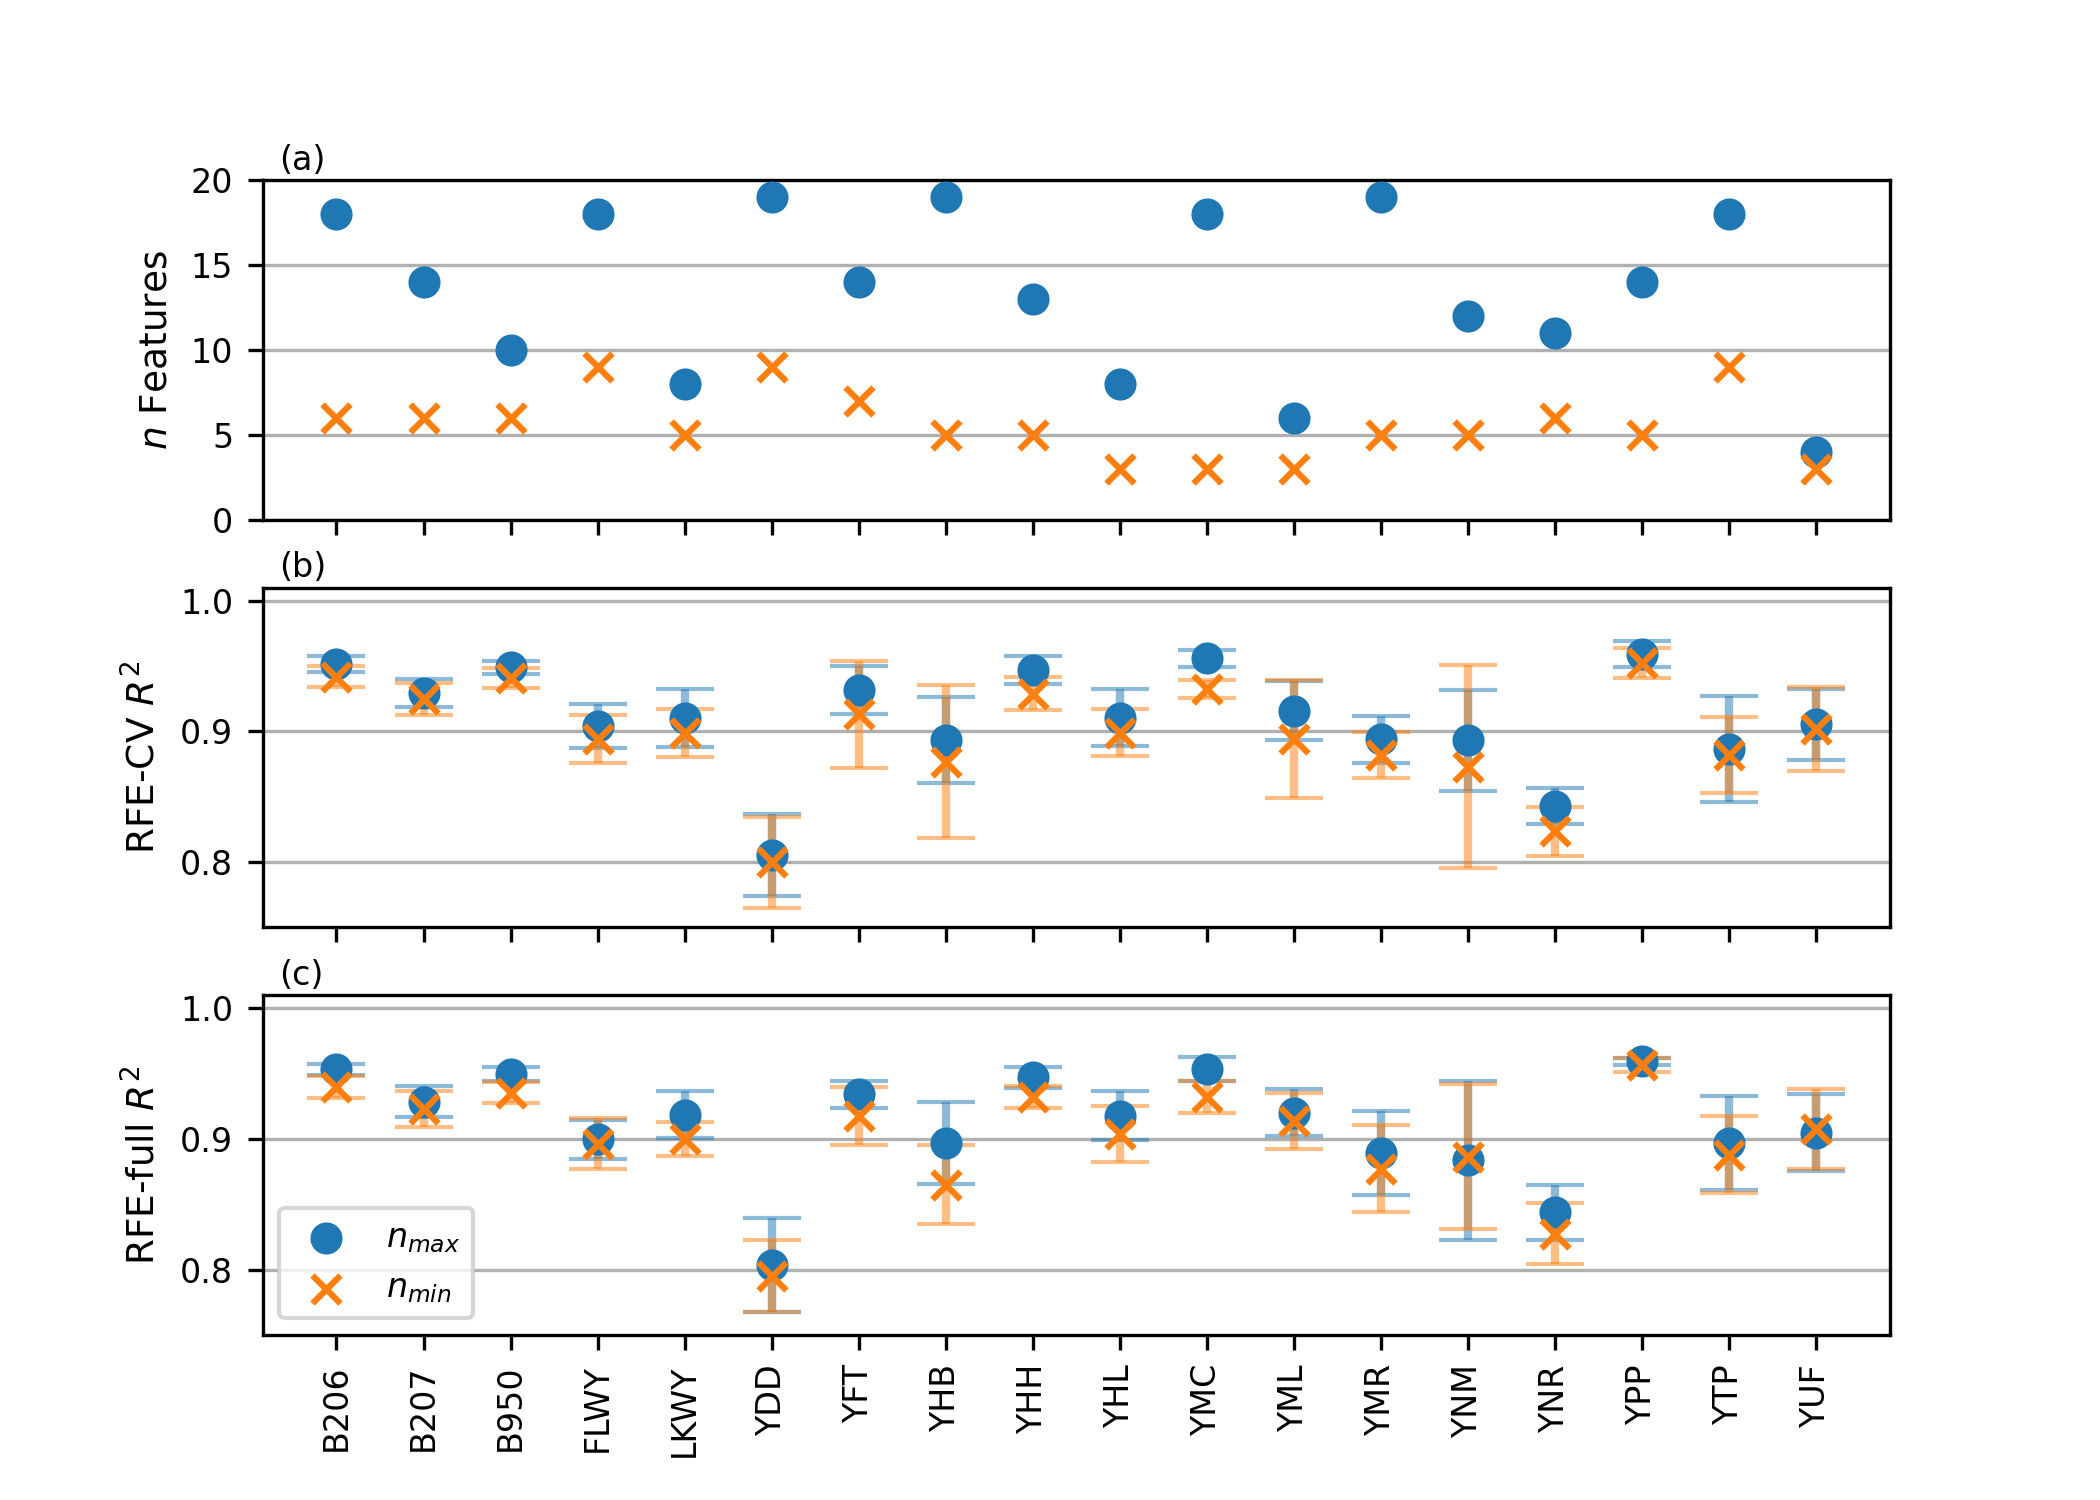 (a)
20
15
10
5
0
n Features
(b)
1.0
0.9
0.8
RFE-CV R²
(c)
1.0
0.9
0.8
RFE-full R²
n_max
n_min
B206
B207
B950
FLWY
LKWY
YDD
YFT
YHB
YHH
YHL
YMC
YML
YMR
YNM
YNR
YPP
YTP
YUF